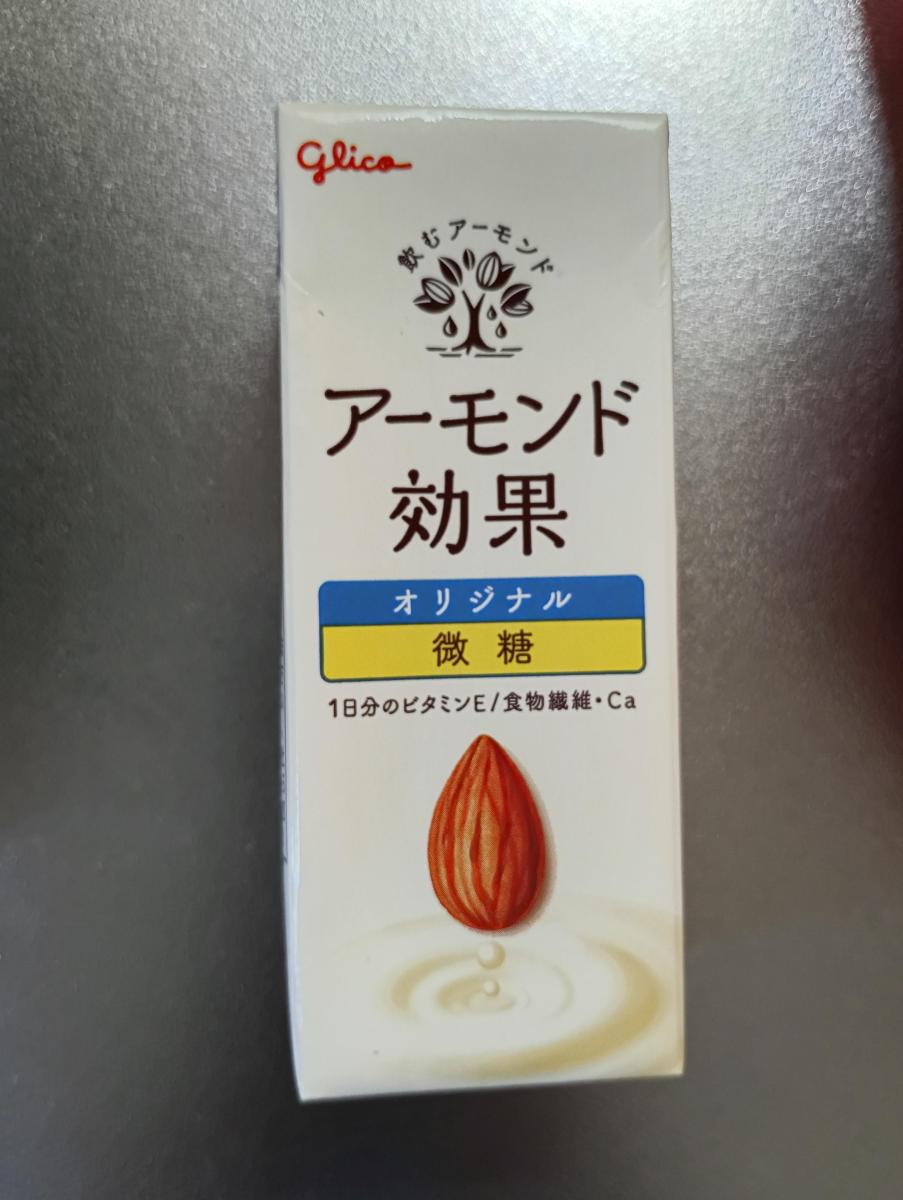 Glico
飲むアーモンド
アーモンド
効果
オリジナル
微糖
1日分のビタミンE/食物繊維・Ca